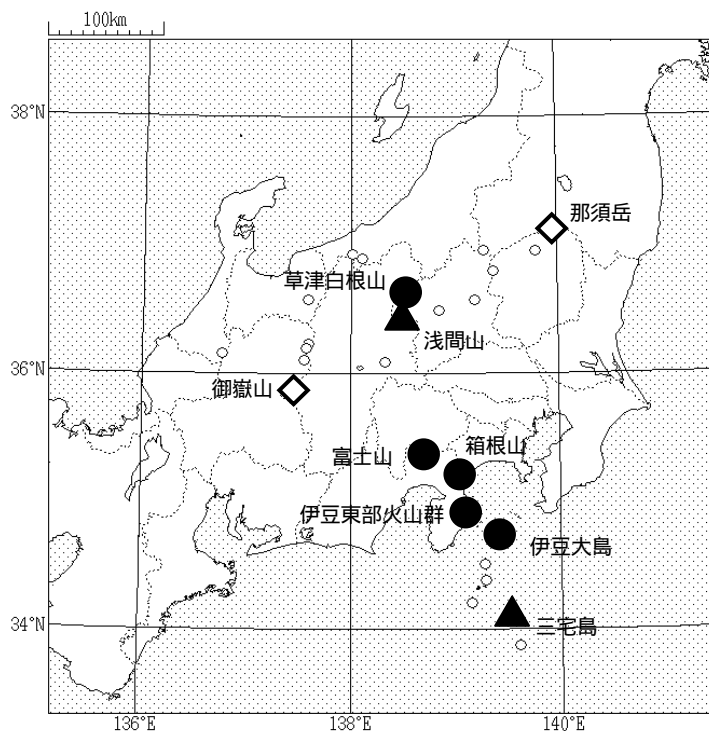 100km
38°N
那須岳
草津白根山
浅間山
36°N
御嶽山
箱根山
富士山
伊豆東部火山群
伊豆大島
34°N
三宅島
136°E
138°E
140°E